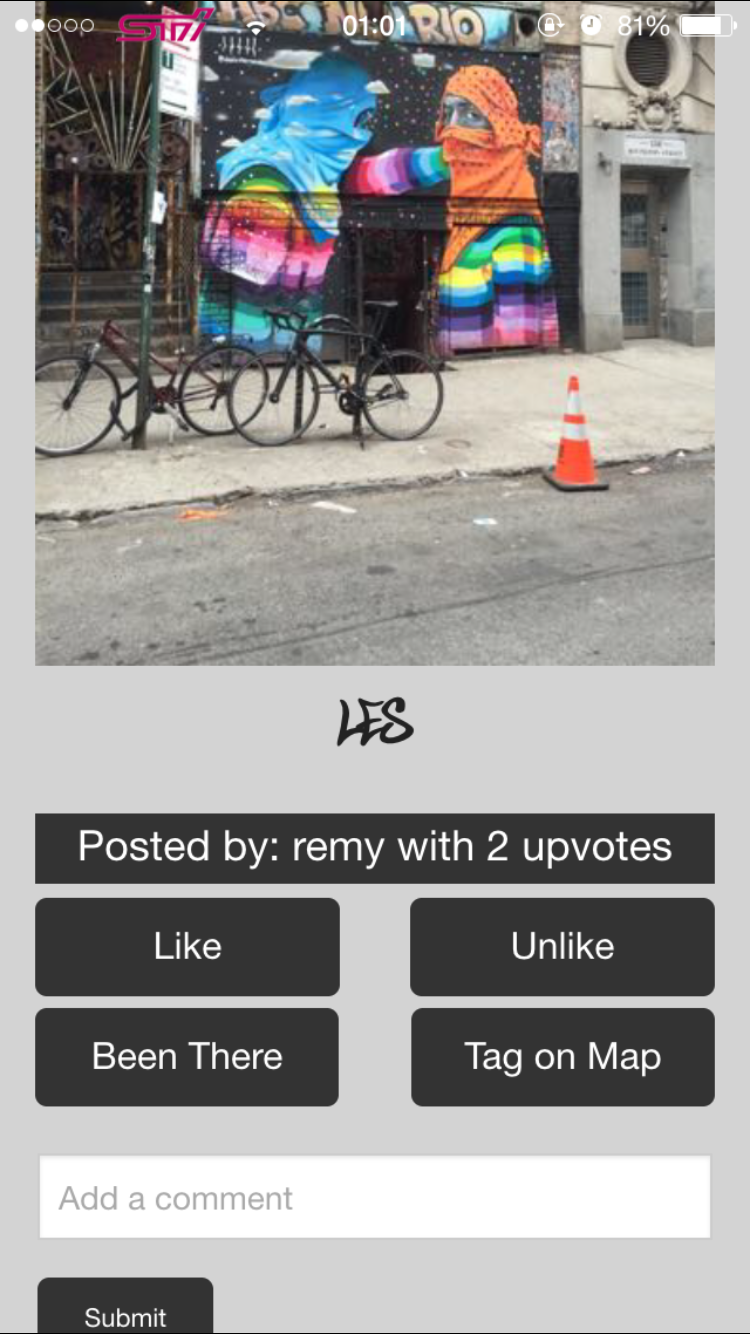 STI
01:01
81%
LES
Posted by: remy with 2 upvotes
Like
Unlike
Been There
Tag on Map
Add a comment
Submit